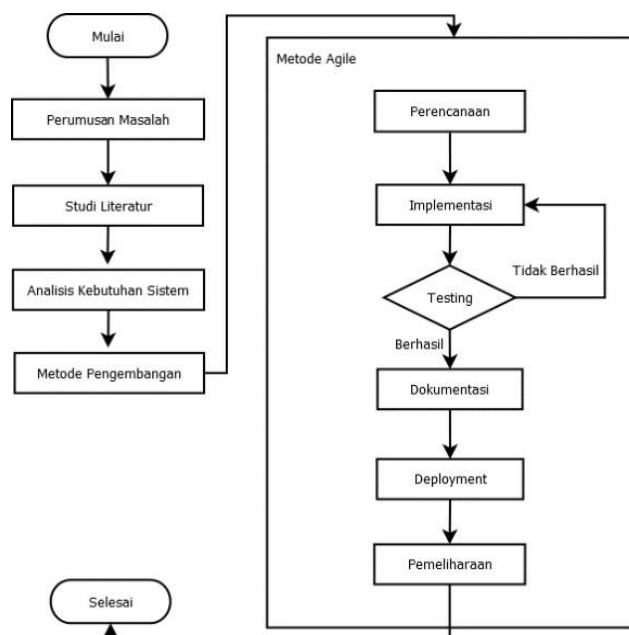 Mulai
Perumusan Masalah
Studi Literatur
Analisis Kebutuhan Sistem
Metode Pengembangan
Selesai
Metode Agile
Perencanaan
Implementasi
Testing
Tidak Berhasil
Berhasil
Dokumentasi
Deployment
Pemeliharaan